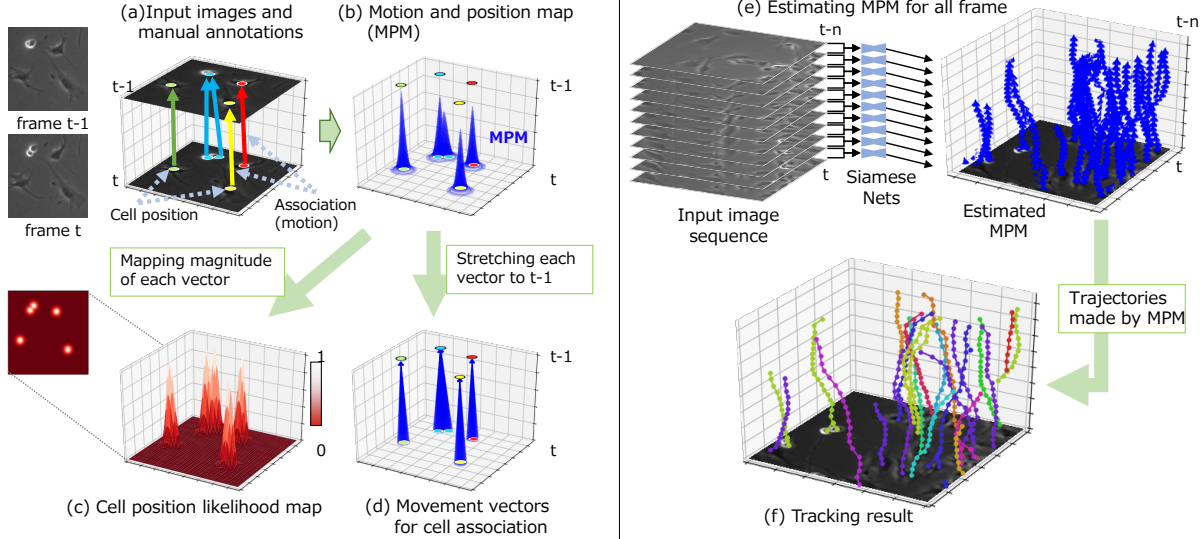 (a)Input images and
manual annotations
t-1
frame t-1
t
frame t
Cell position
Association
(motion)
(b) Motion and position map
(MPM)
t-1
MPM
t
Mapping magnitude
of each vector
Stretching each
vector to t-1
1
0
(c) Cell position likelihood map
t-1
t
(d) Movement vectors
for cell association
(e) Estimating MPM for all frame
t-n
t
Input image
sequence
Siamese
Nets
t-n
t
Estimated
MPM
Trajectories
made by MPM
(f) Tracking result